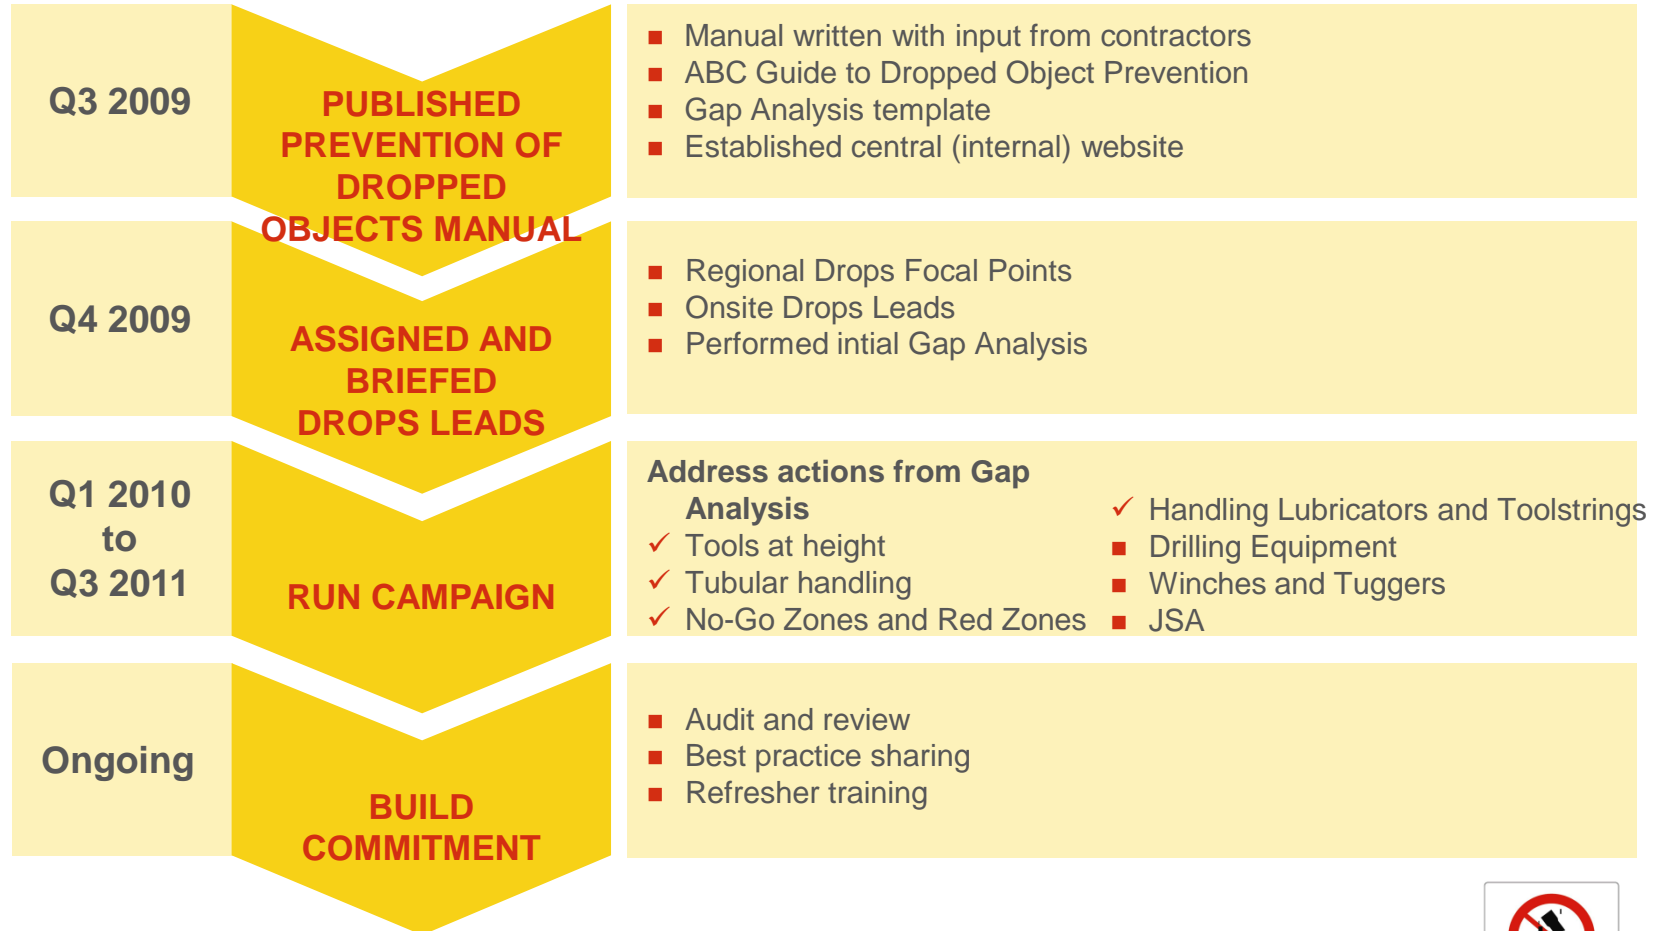 Q3 2009
PUBLISHED
PREVENTION OF
DROPPED
OBJECTS MANUAL
Manual written with input from contractors
ABC Guide to Dropped Object Prevention
Gap Analysis template
Established central (internal) website
Q4 2009
ASSIGNED AND
BRIEFED
DROPS LEADS
Regional Drops Focal Points
Onsite Drops Leads
Performed intial Gap Analysis
Q1 2010
to
Q3 2011
RUN CAMPAIGN
Address actions from Gap
Analysis
Tools at height
Tubular handling
No-Go Zones and Red Zones
Handling Lubricators and Toolstrings
Drilling Equipment
Winches and Tuggers
JSA
Ongoing
BUILD
COMMITMENT
Audit and review
Best practice sharing
Refresher training